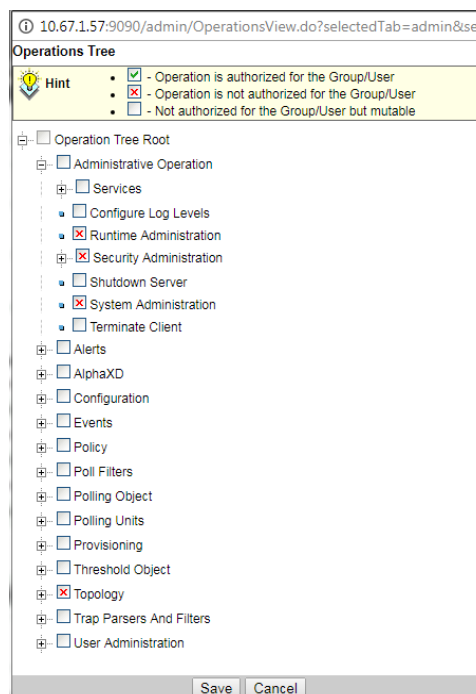 10.67.1.57:9090/admin/OperationsView.do?selectedTab=admin&se
Operations Tree
Hint
- Operation is authorized for the Group/User
- Operation is not authorized for the Group/User
- Not authorized for the Group/User but mutable
Operation Tree Root
Administrative Operation
Services
Configure Log Levels
Runtime Administration
Security Administration
Shutdown Server
System Administration
Terminate Client
Alerts
AlphaXD
Configuration
Events
Policy
Poll Filters
Polling Object
Polling Units
Provisioning
Threshold Object
Topology
Trap Parsers And Filters
User Administration
Save Cancel